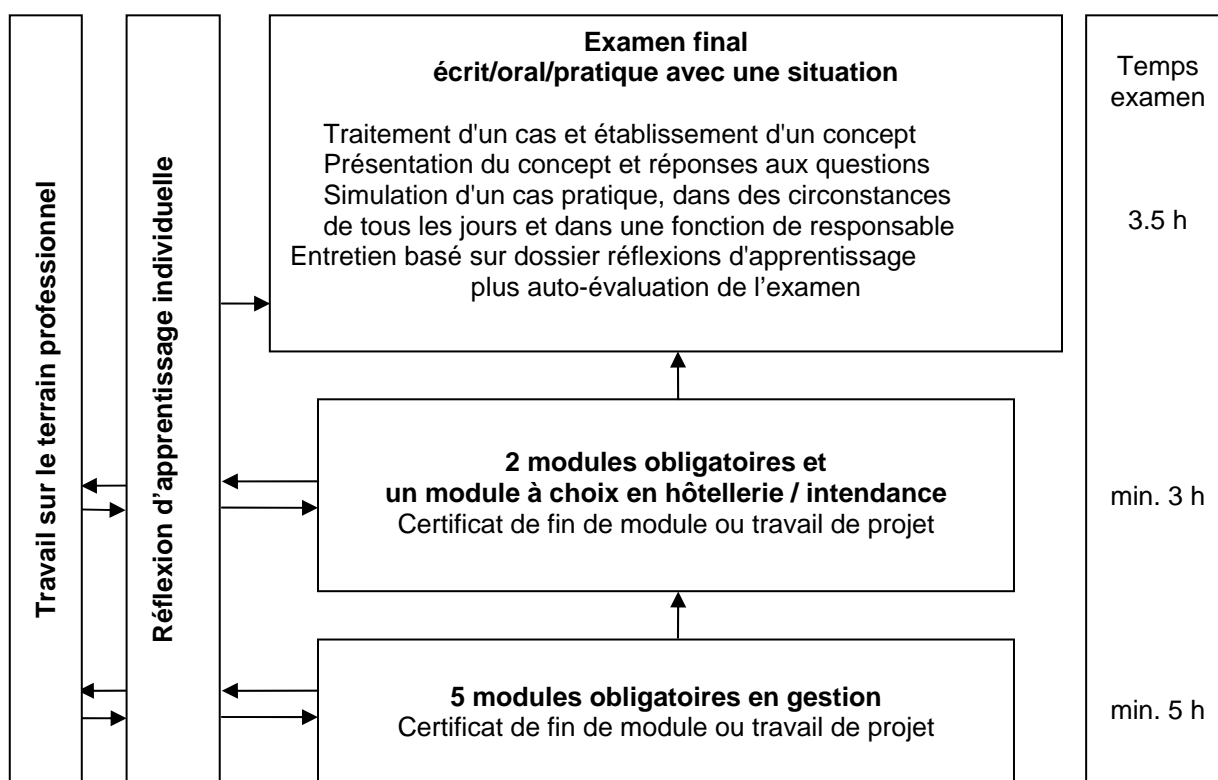 Travail sur le terrain professionnel
Réflexion d’apprentissage individuelle
Examen final
écrit/oral/pratique avec une situation
Traitement d'un cas et établissement d'un concept
Présentation du concept et réponses aux questions
Simulation d'un cas pratique, dans des circonstances
de tous les jours et dans une fonction de responsable
Entretien basé sur dossier réflexions d'apprentissage
plus auto-évaluation de l’examen
Temps
examen
3.5 h
2 modules obligatoires et
un module à choix en hôtellerie / intendance
Certificat de fin de module ou travail de projet
min. 3 h
5 modules obligatoires en gestion
Certificat de fin de module ou travail de projet
min. 5 h